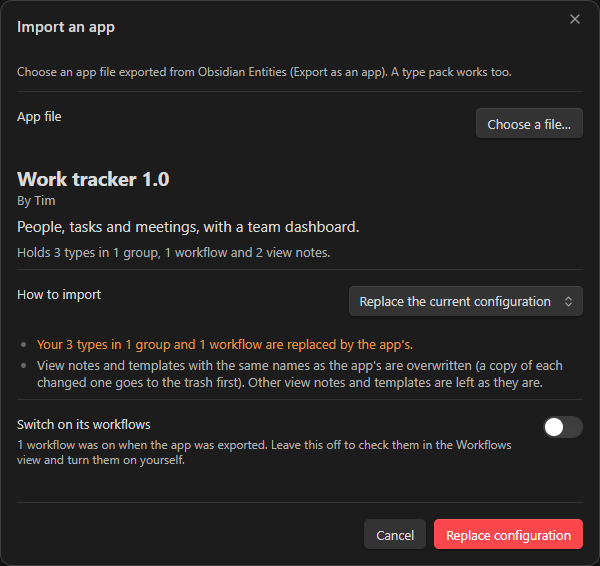 Import an app
Choose an app file exported from Obsidian Entities (Export as an app). A type pack works too.
App file
Choose a file...
Work tracker 1.0
By Tim
People, tasks and meetings, with a team dashboard.
Holds 3 types in 1 group, 1 workflow and 2 view notes.
How to import
Replace the current configuration
Your 3 types in 1 group and 1 workflow are replaced by the app's.
View notes and templates with the same names as the app's are overwritten (a copy of each
changed one goes to the trash first). Other view notes and templates are left as they are.
Switch on its workflows
1 workflow was on when the app was exported. Leave this off to check them in the Workflows
view and turn them on yourself.
Cancel
Replace configuration